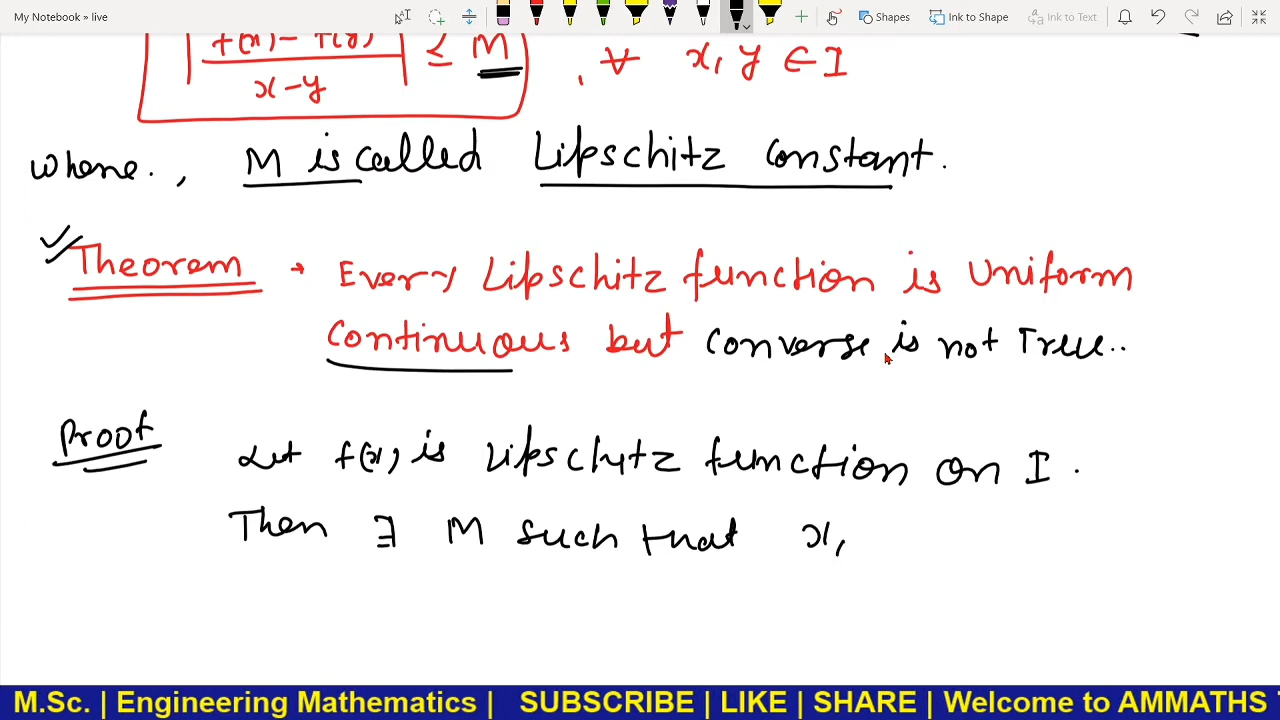 My Notebook » live
Shapes
Ink to Shape
Ink to Text
| f(x) - f(y) / x-y | ≤ M , ∀ x, y ∈ I
where. , M is called Lipschitz constant.
Theorem → Every Lipschitz function is Uniform
continuous but converse is not True..
Proof Let f(x) is Lipschitz function on I.
Then ∃ M such that x,
M.Sc. | Engineering Mathematics | SUBSCRIBE | LIKE | SHARE | Welcome to AMMATHS T